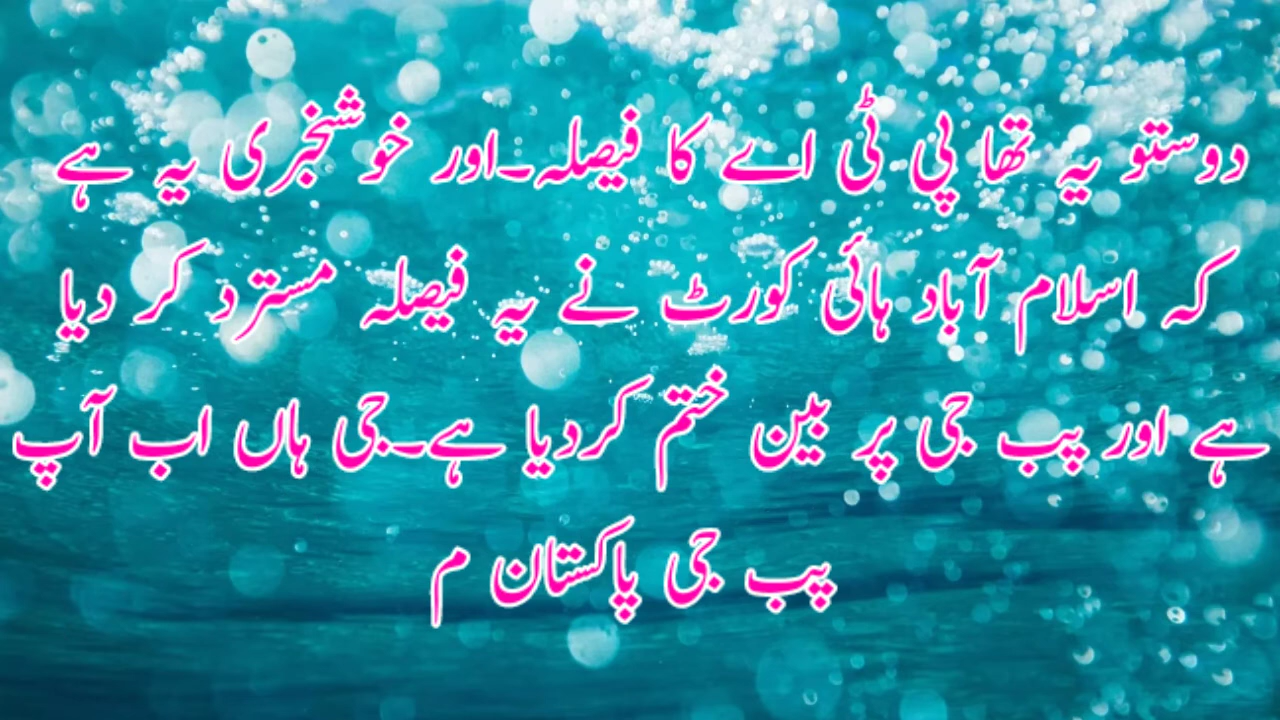 دوستو یہ تھا پی ٹی اے کا فیصلہ۔اور خوشخبری یہ ہے
کہ اسلام آباد ہائی کورٹ نے یہ فیصلہ مسترد کر دیا
ہے اور پب جی پر بین ختم کردیا ہے۔جی ہاں اب آپ
پب جی پاکستان م